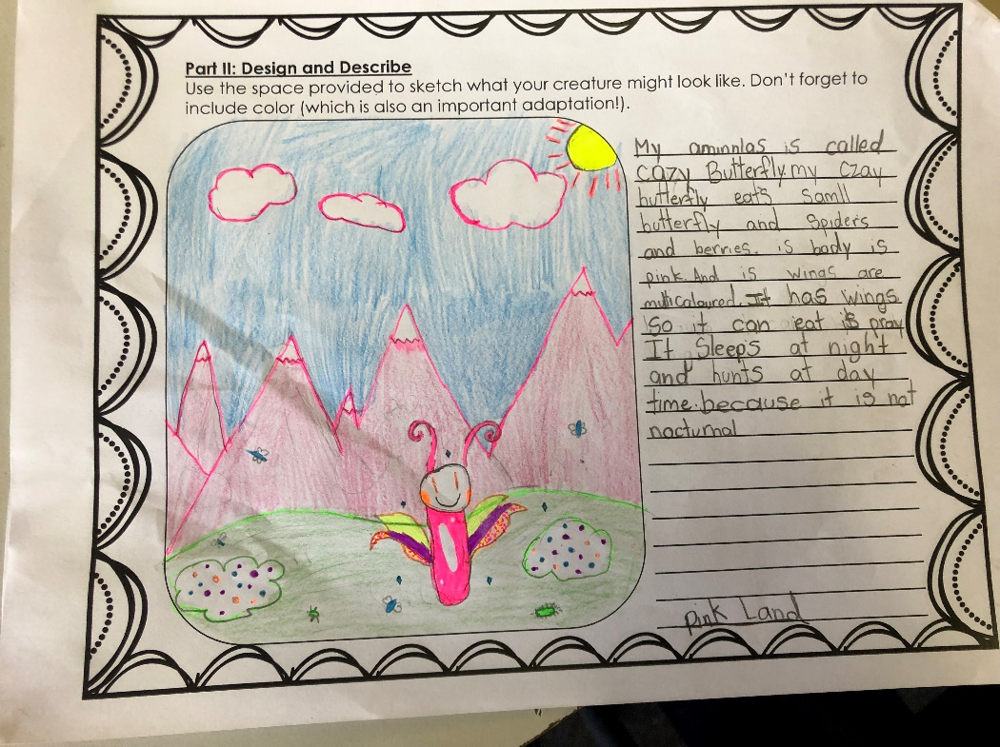 Part II: Design and Describe
Use the space provided to sketch what your creature might look like. Don't forget to
include color (which is also an important adaptation!).
My aminnlas is called
cazy Butterfly. my Czay
butterfly eats Samll
butterfly and Spiders
and berries. is body is
pink. And is wings are
multicaloured. It has wings
So it can eat is pray
It Sleeps at night
and hunts at day
time. because it is not
nocturnal
Pink Land